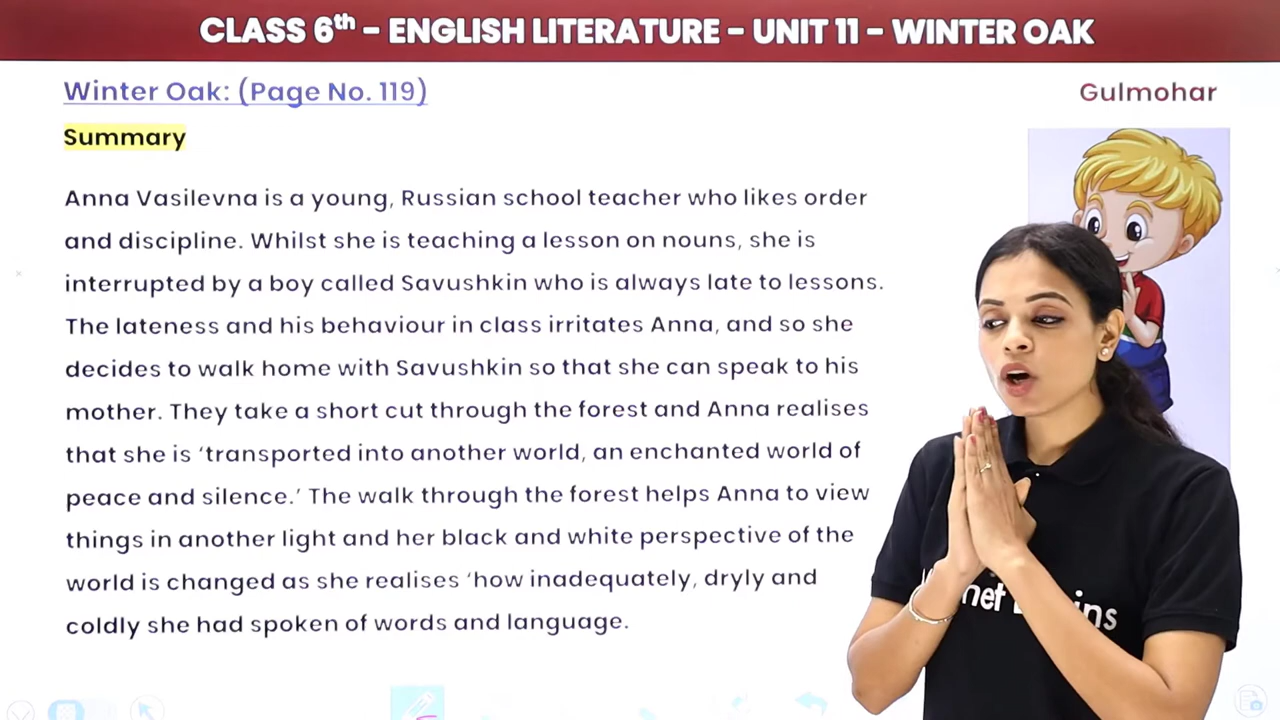 CLASS 6th – ENGLISH LITERATURE – UNIT 11 – WINTER OAK
Winter Oak: (Page No. 119)
Gulmohar
Summary
Anna Vasilevna is a young, Russian school teacher who likes order
and discipline. Whilst she is teaching a lesson on nouns, she is
interrupted by a boy called Savushkin who is always late to lessons.
The lateness and his behaviour in class irritates Anna, and so she
decides to walk home with Savushkin so that she can speak to his
mother. They take a short cut through the forest and Anna realises
that she is ‘transported into another world, an enchanted world of
peace and silence.’ The walk through the forest helps Anna to view
things in another light and her black and white perspective of the
world is changed as she realises ‘how inadequately, dryly and
coldly she had spoken of words and language.